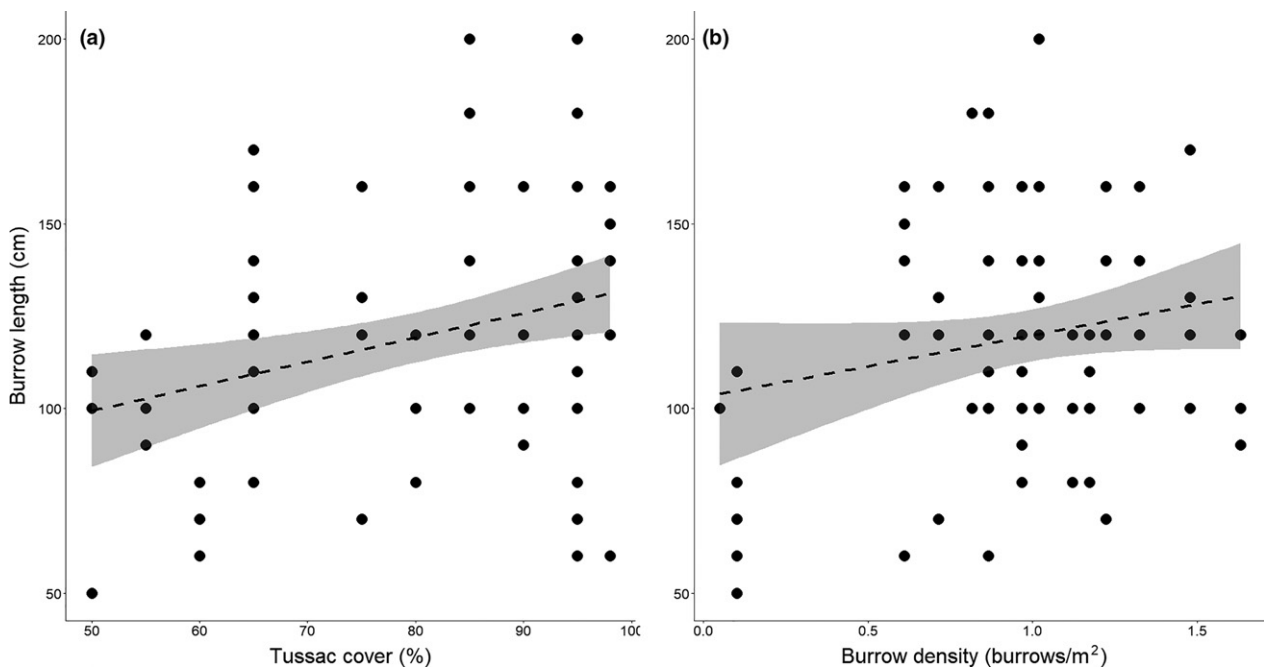 (a)
200
150
100
50
Burrow length (cm)
50 60 70 80 90 100
Tussac cover (%)
(b)
200
150
100
50
0.0 0.5 1.0 1.5
Burrow density (burrows/m²)